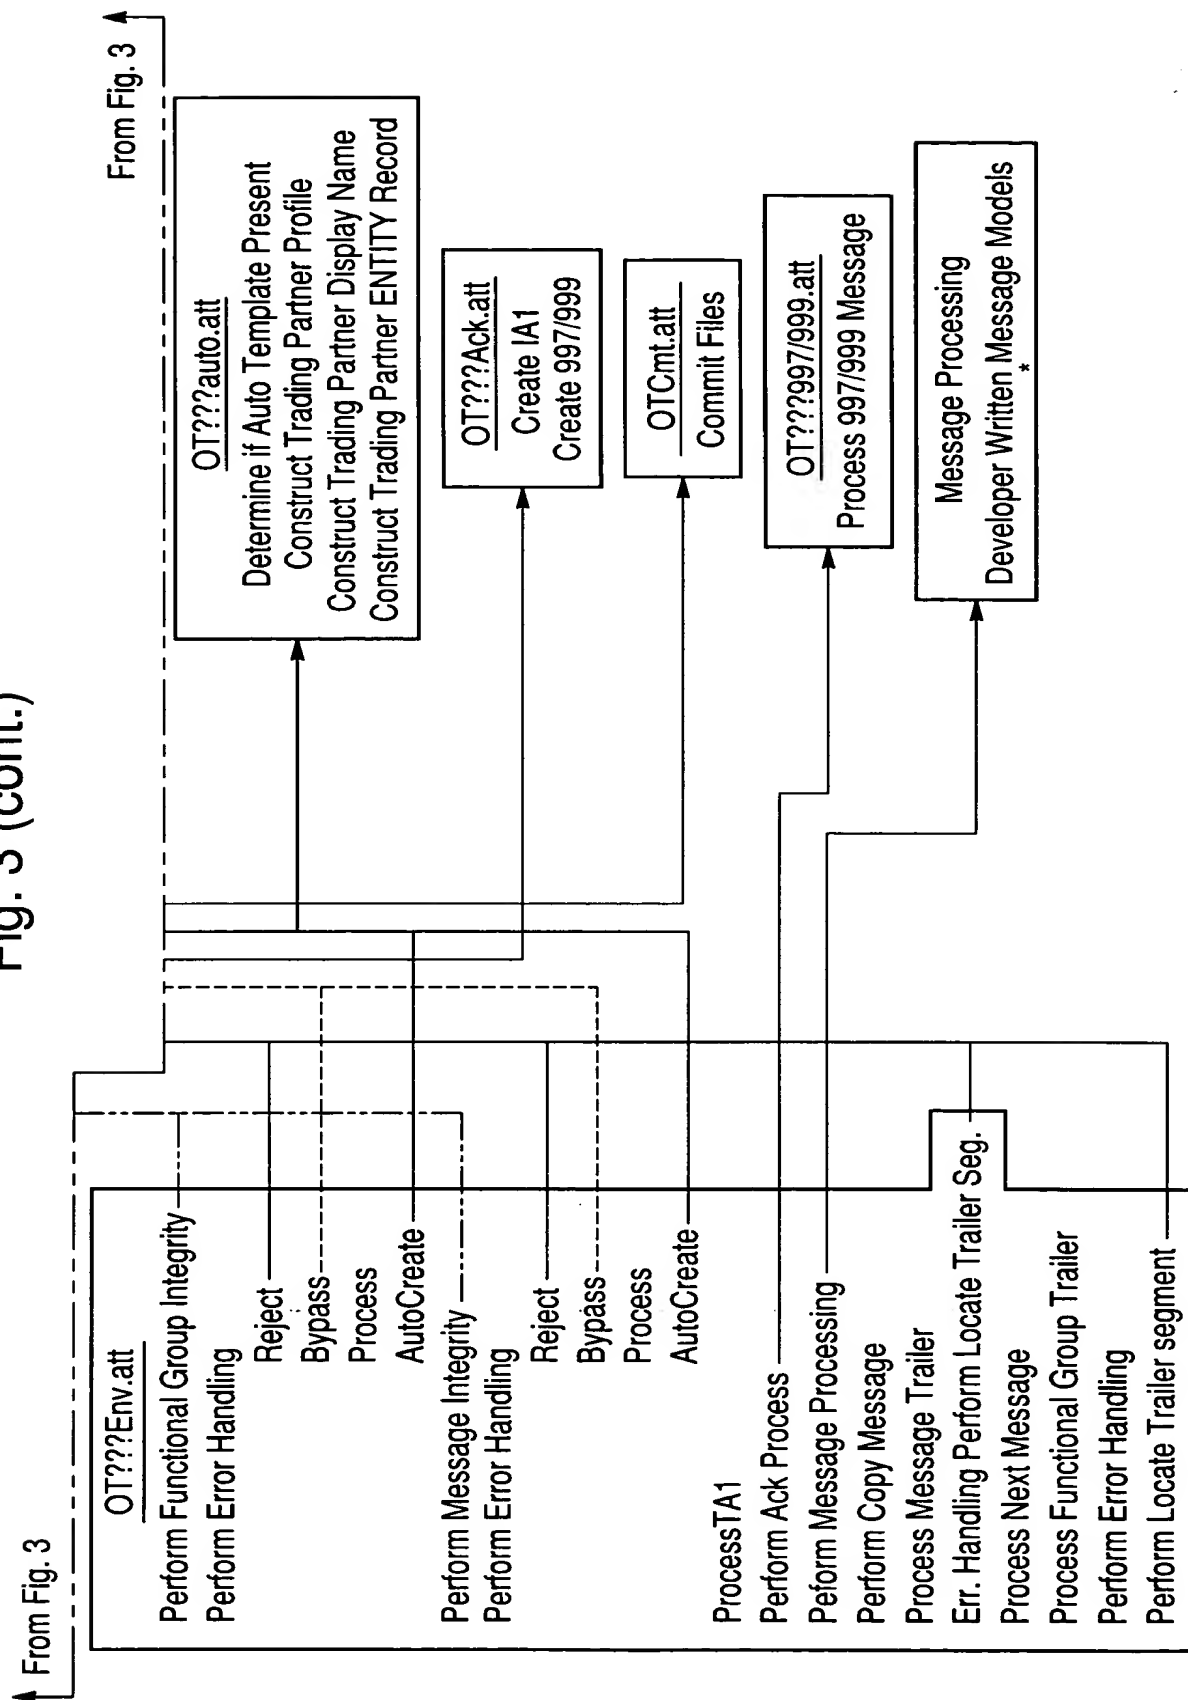 Fig. 3 (cont.)
From Fig. 3
From Fig. 3
OT???Env.att
Perform Functional Group Integrity
Perform Error Handling
Reject
Bypass
Process
AutoCreate
Perform Message Integrity
Perform Error Handling
Reject
Bypass
Process
AutoCreate
ProcessTA1
Perform Ack Process
Peform Message Processing
Perform Copy Message
Process Message Trailer
Err. Handling Perform Locate Trailer Seg.
Process Next Message
Process Functional Group Trailer
Perform Error Handling
Perform Locate Trailer segment
OT???auto.att
Determine if Auto Template Present
Construct Trading Partner Profile
Construct Trading Partner Display Name
Construct Trading Partner ENTITY Record
OT???Ack.att
Create IA1
Create 997/999
OTCmt.att
Commit Files
OT???997/999.att
Process 997/999 Message
Message Processing
Developer Written Message Models
*